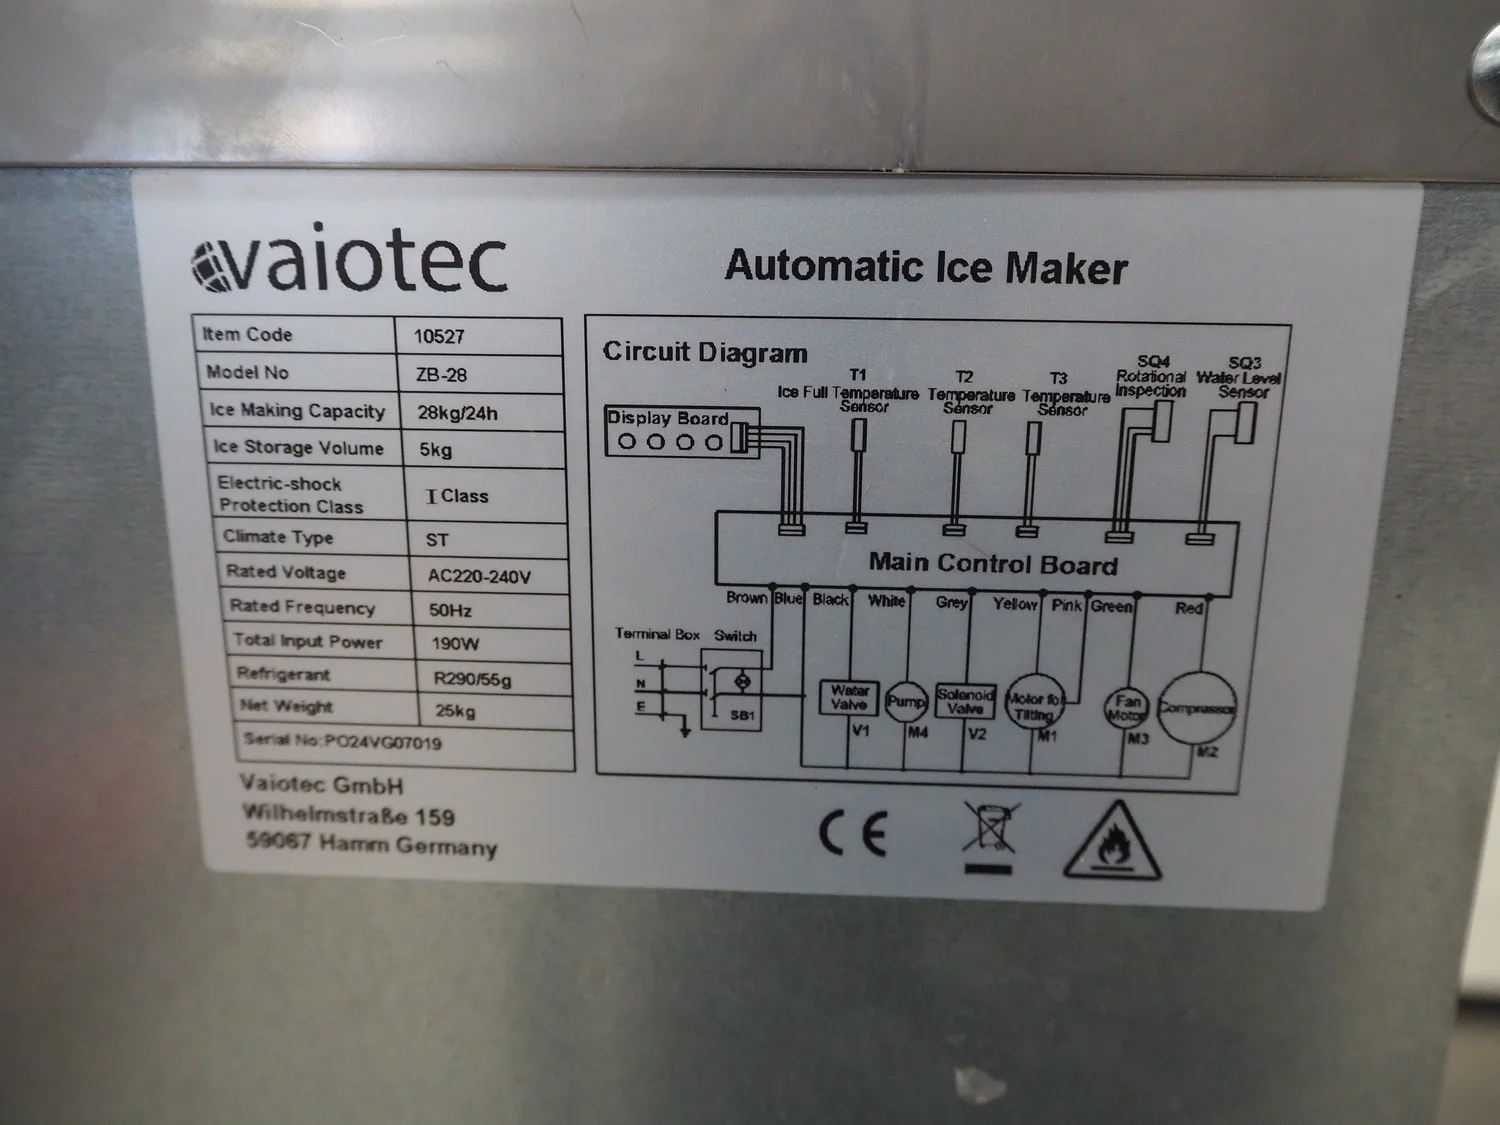 vaiotec
Automatic Ice Maker
Item Code 10527
Model No ZB-28
Ice Making Capacity 28kg/24h
Ice Storage Volume 5kg
Electric-shock
Protection Class I Class
Climate Type ST
Rated Voltage AC220-240V
Rated Frequency 50Hz
Total Input Power 190W
Refrigerant R290/55g
Net Weight 25kg
Serial No:PO24VG07019
Vaiotec GmbH
Wilhelmstraße 159
59067 Hamm Germany
Circuit Diagram
Display Board
T1
Ice Full Temperature
Sensor
T2
Temperature
Sensor
T3
Temperature
Sensor
SQ4
Rotational
Inspection
SQ3
Water Level
Sensor
Main Control Board
Brown Blue Black White Grey Yellow Pink Green Red
Terminal Box Switch
L
N
E
SB1
Water
Valve
V1
Pump
M4
Solenoid
Valve
V2
Motor for
Tilting
M1
Fan
Motor
M3
Compressor
M2
CE